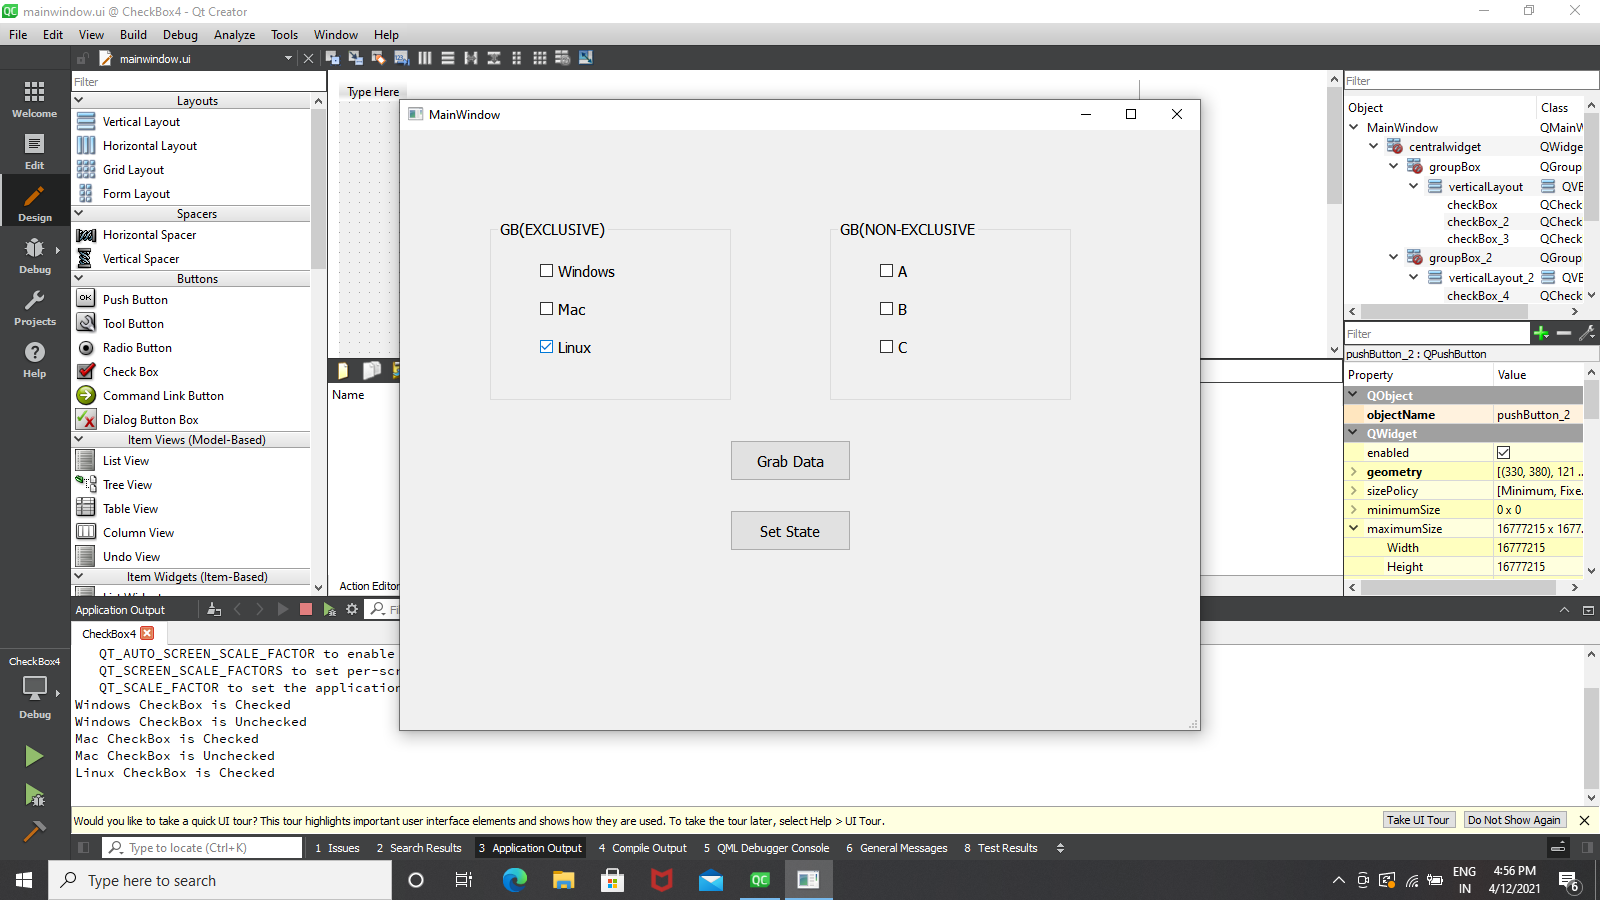 mainwindow.ui @ CheckBox4 - Qt Creator
File Edit View Build Debug Analyze Tools Window Help
mainwindow.ui
Welcome
Edit
Design
Debug
Projects
Help
CheckBox4
Debug
Filter
Layouts
Vertical Layout
Horizontal Layout
Grid Layout
Form Layout
Spacers
Horizontal Spacer
Vertical Spacer
Buttons
Push Button
Tool Button
Radio Button
Check Box
Command Link Button
Dialog Button Box
Item Views (Model-Based)
List View
Tree View
Table View
Column View
Undo View
Item Widgets (Item-Based)
Type Here
Name
Action Editor
MainWindow
GB(EXCLUSIVE)
Windows
Mac
Linux
GB(NON-EXCLUSIVE
A
B
C
Grab Data
Set State
Filter
Object Class
MainWindow QMainW
centralwidget QWidge
groupBox QGroup
verticalLayout QVE
checkBox QCheck
checkBox_2 QCheck
checkBox_3 QCheck
groupBox_2 QGroup
verticalLayout_2 QVE
checkBox_4 QCheck
Filter
pushButton_2 : QPushButton
Property Value
QObject
objectName pushButton_2
QWidget
enabled
geometry [(330, 380), 121 ...
sizePolicy [Minimum, Fixe...
minimumSize 0 x 0
maximumSize 16777215 x 1677...
Width 16777215
Height 16777215
Application Output
CheckBox4
QT_AUTO_SCREEN_SCALE_FACTOR to enable
QT_SCREEN_SCALE_FACTORS to set per-scr
QT_SCALE_FACTOR to set the application
Windows CheckBox is Checked
Windows CheckBox is Unchecked
Mac CheckBox is Checked
Mac CheckBox is Unchecked
Linux CheckBox is Checked
Would you like to take a quick UI tour? This tour highlights important user interface elements and shows how they are used. To take the tour later, select Help > UI Tour.
Take UI Tour Do Not Show Again
Type to locate (Ctrl+K) 1 Issues 2 Search Results 3 Application Output 4 Compile Output 5 QML Debugger Console 6 General Messages 8 Test Results
Type here to search
ENG
IN
4:56 PM
4/12/2021
6